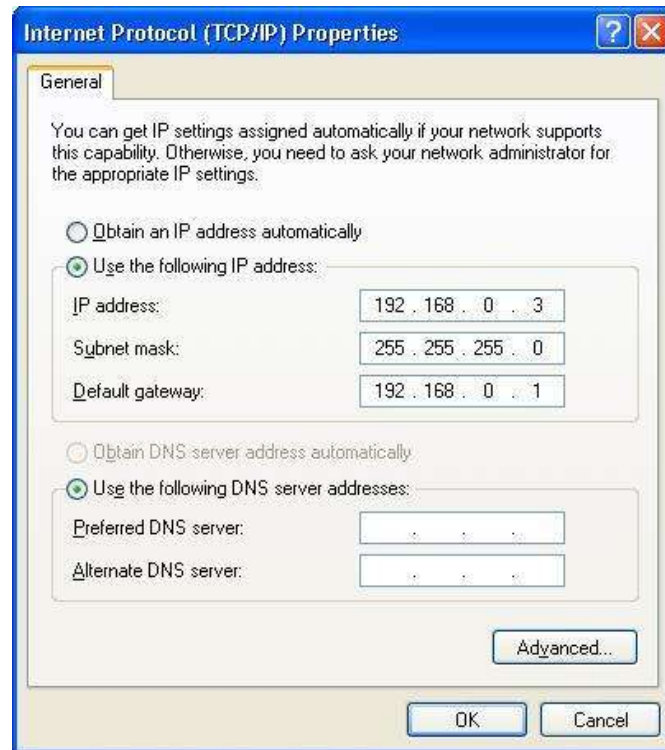 Internet Protocol (TCP/IP) Properties
General
You can get IP settings assigned automatically if your network supports
this capability. Otherwise, you need to ask your network administrator for
the appropriate IP settings.
Obtain an IP address automatically
Use the following IP address:
IP address: 192 . 168 . 0 . 3
Subnet mask: 255 . 255 . 255 . 0
Default gateway: 192 . 168 . 0 . 1
Obtain DNS server address automatically
Use the following DNS server addresses:
Preferred DNS server: . . .
Alternate DNS server: . . .
Advanced...
OK Cancel